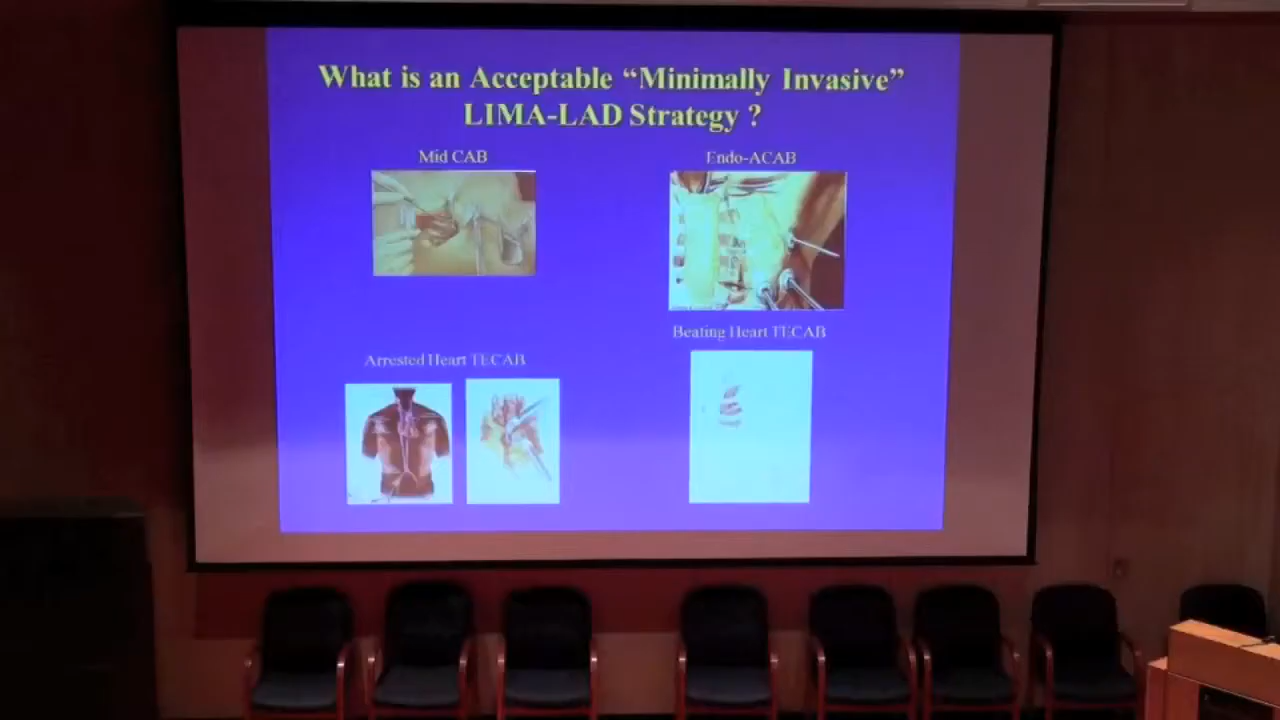 What is an Acceptable “Minimally Invasive”
LIMA-LAD Strategy ?
Mid CAB
Endo-ACAB
Arrested Heart TECAB
Beating Heart TECAB